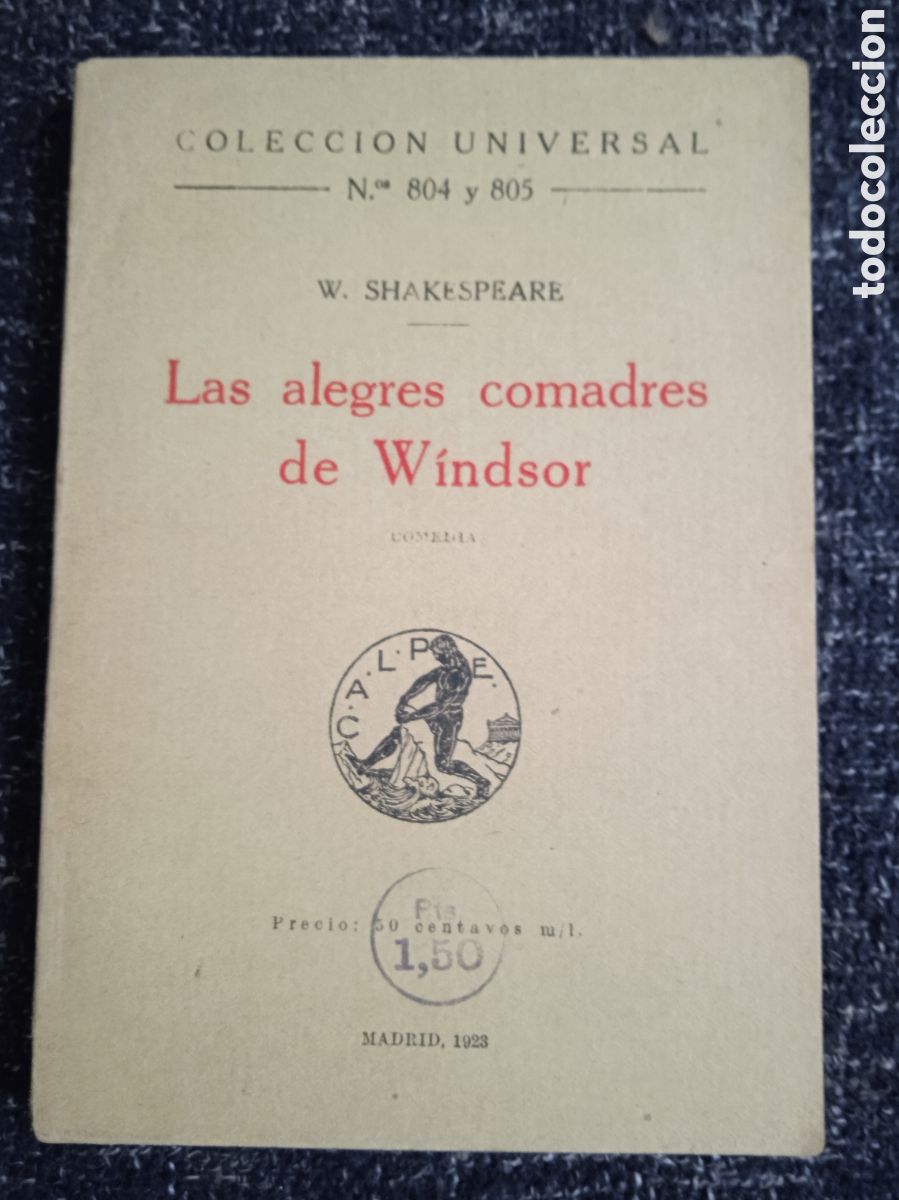 COLECCION UNIVERSAL
N.os 804 y 805
W. SHAKESPEARE
Las alegres comadres
de Wíndsor
COMEDIA
C.A.L.P.E.
Precio: 50 centavos m/l.
Pts.
1,50
MADRID, 1923
todocoleccion